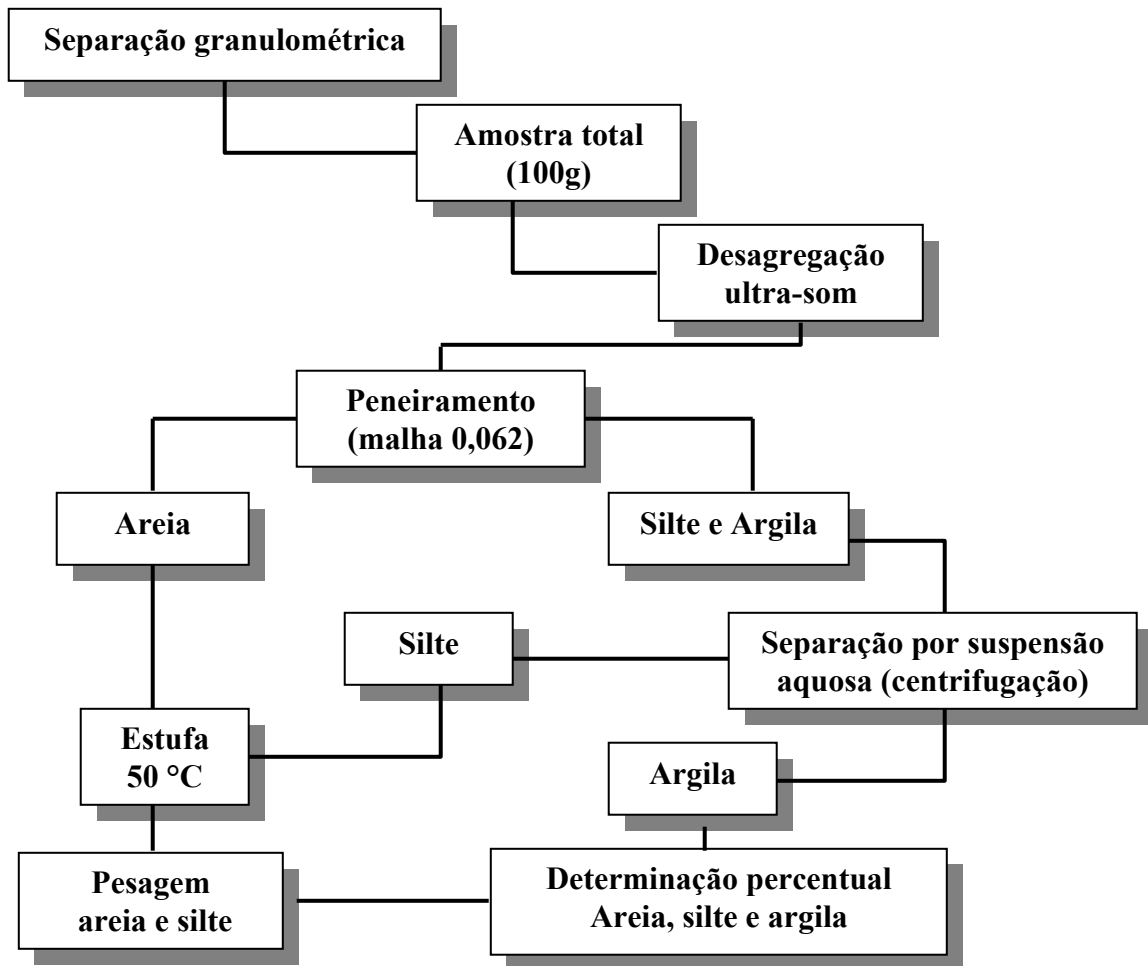 Separação granulométrica
Amostra total
(100g)
Desagregação
ultra-som
Peneiramento
(malha 0,062)
Areia
Silte e Argila
Silte
Separação por suspensão
aquosa (centrifugação)
Estufa
50 °C
Argila
Pesagem
areia e silte
Determinação percentual
Areia, silte e argila